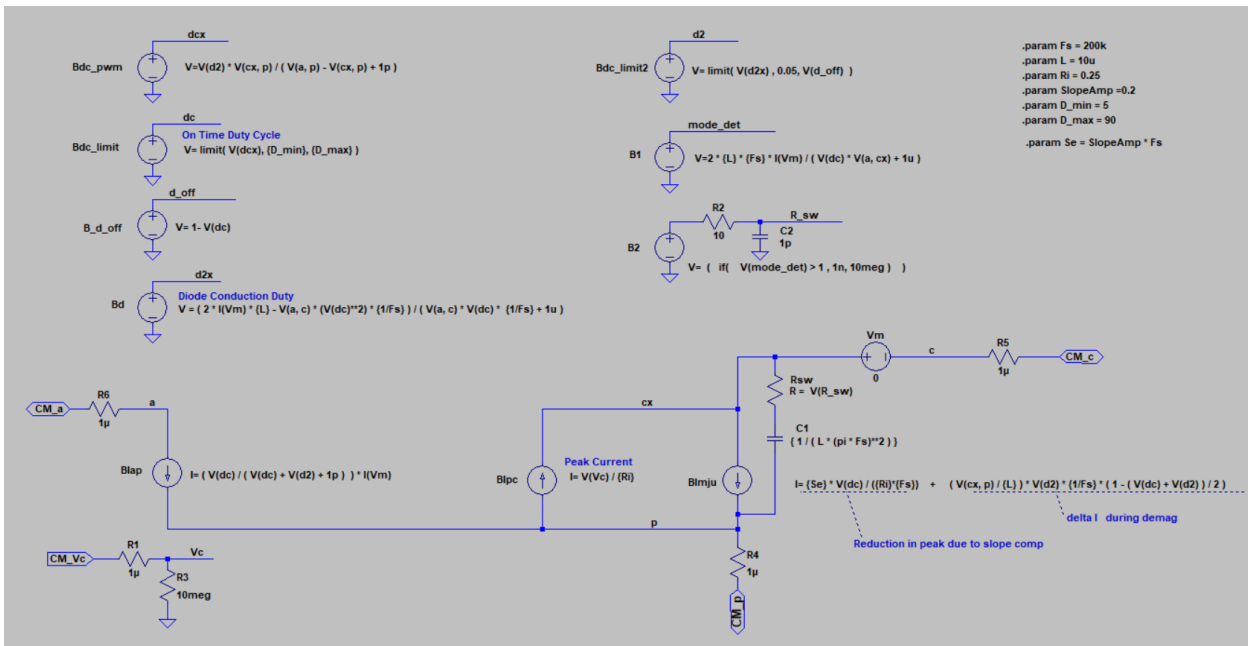 dcx
Bdc_pwm
V=V(d2) * V(cx, p) / ( V(a, p) - V(cx, p) + 1p )
dc
On Time Duty Cycle
Bdc_limit
V= limit( V(dcx), {D_min}, {D_max} )
d_off
B_d_off
V= 1- V(dc)
d2x
Diode Conduction Duty
Bd
V = ( 2 * I(Vm) * {L} - V(a, c) * (V(dc)**2) * {1/Fs} ) / ( V(a, c) * V(dc) * {1/Fs} + 1u )
d2
Bdc_limit2
V= limit( V(d2x) , 0.05, V(d_off) )
mode_det
B1
V=2 * {L} * {Fs} * I(Vm) / ( V(dc) * V(a, cx) + 1u )
R2
R_sw
10
C2
1p
B2
V= ( if( V(mode_det) > 1 , 1n, 10meg ) )
.param Fs = 200k
.param L = 10u
.param Ri = 0.25
.param SlopeAmp =0.2
.param D_min = 5
.param D_max = 90
.param Se = SlopeAmp * Fs
CM_a
R6
1µ
a
BIap
I= ( V(dc) / ( V(dc) + V(d2) + 1p ) ) * I(Vm)
cx
Peak Current
BIpc
I= V(Vc) / {Ri}
BImju
I= {Se} * V(dc) / ({Ri}*{Fs}) + ( V(cx, p) / {L} ) * V(d2) * {1/Fs} * ( 1 - ( V(dc) + V(d2) ) / 2 )
Reduction in peak due to slope comp
delta I during demag
Rsw
R = V(R_sw)
C1
{ 1 / ( L * (pi * Fs)**2 ) }
Vm
0
c
R5
1µ
CM_c
p
R4
1µ
CM_p
CM_Vc
R1
1µ
Vc
R3
10meg